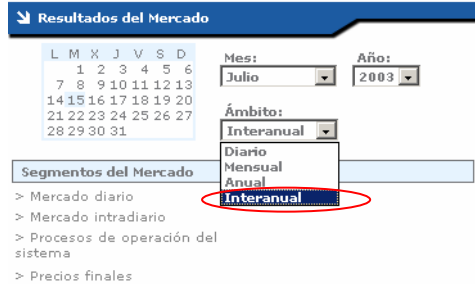 Resultados del Mercado
L M X J V S D
1 2 3 4 5 6
7 8 9 10 11 12 13
14 15 16 17 18 19 20
21 22 23 24 25 26 27
28 29 30 31
Mes: Año:
Julio 2003
Ámbito:
Interanual
Diario
Mensual
Anual
Interanual
Segmentos del Mercado
> Mercado diario
> Mercado intradiario
> Procesos de operación del
sistema
> Precios finales